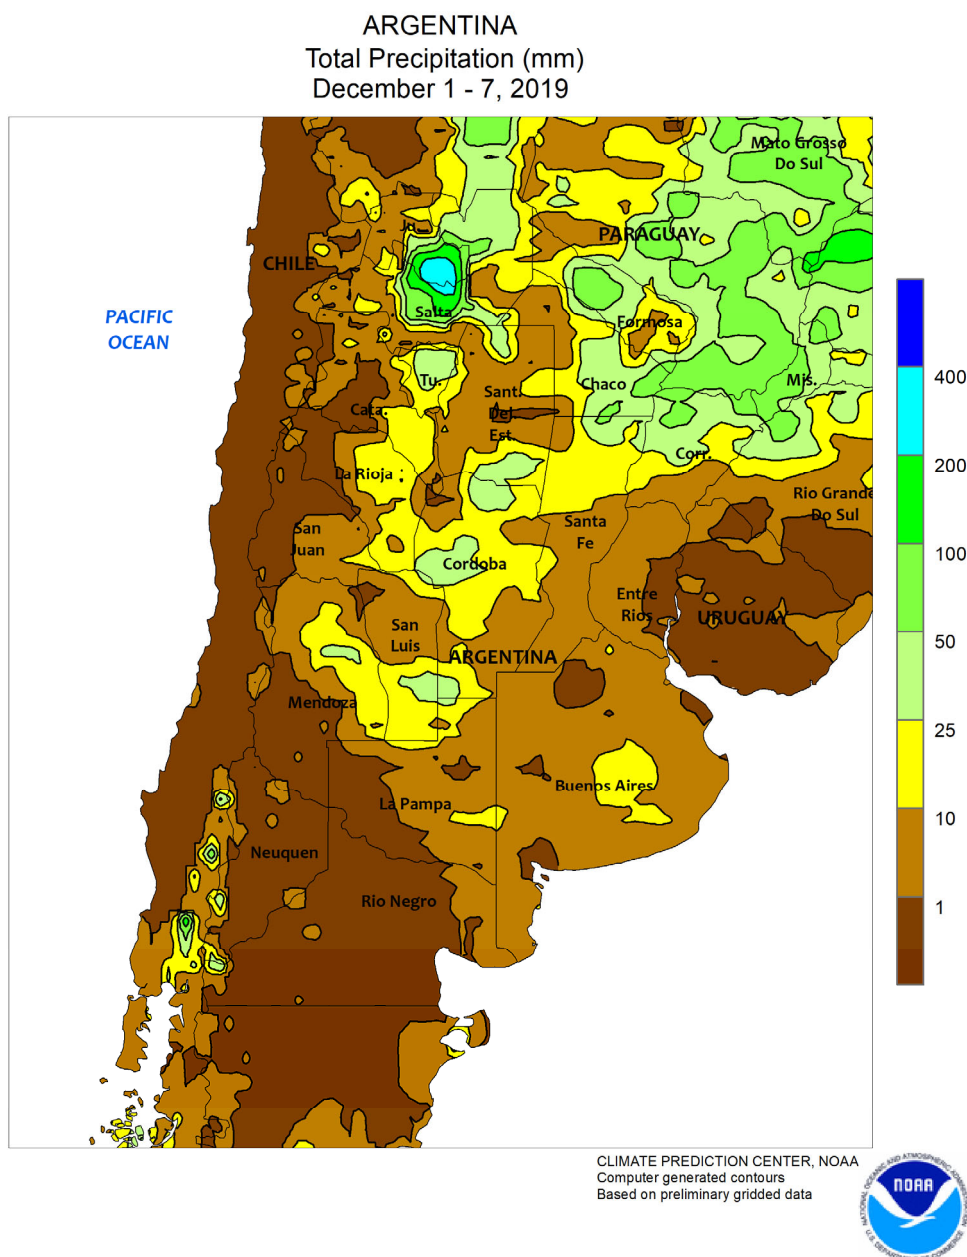 ARGENTINA
Total Precipitation (mm)
December 1 - 7, 2019
Mato Grosso
Do Sul
PARAGUAY
CHILE
PACIFIC
OCEAN
Salta
Formosa
Tu.
Sant.
Del.
Est.
Chaco
Mis.
400
Cata.
Corr.
La Rioja
200
Rio Grande
Do Sul
San
Juan
Santa
Fe
Cordoba
100
Entre
Rios
URUGUAY
San
Luis
ARGENTINA
50
Mendoza
25
La Pampa
Buenos Aires
10
Neuquen
Rio Negro
1
CLIMATE PREDICTION CENTER, NOAA
Computer generated contours
Based on preliminary gridded data
NOAA